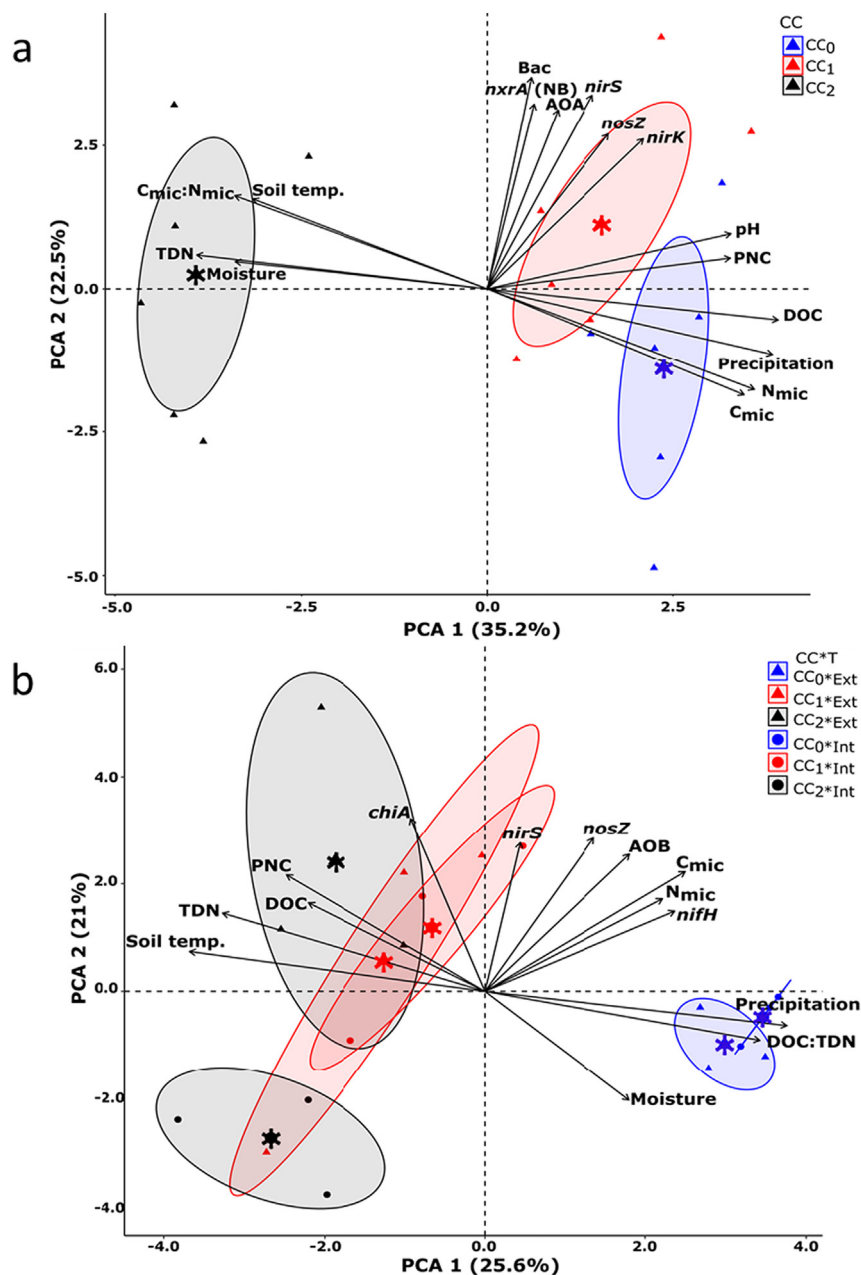 a
CC
CC0
CC1
CC2
Bac
nxrA (NB) nirS
AOA
nosZ
nirK
Cmic:Nmic Soil temp.
TDN
Moisture
pH
PNC
DOC
Precipitation
Nmic
Cmic
2.5
0.0
-2.5
-5.0
PCA 2 (22.5%)
-5.0 -2.5 0.0 2.5
PCA 1 (35.2%)
b
CC*T
CC0*Ext
CC1*Ext
CC2*Ext
CC0*Int
CC1*Int
CC2*Int
chiA
nirS
nosZ
AOB
Cmic
Nmic
nifH
PNC
DOC
TDN
Soil temp.
Precipitation
DOC:TDN
Moisture
6.0
4.0
2.0
0.0
-2.0
-4.0
PCA 2 (21%)
-4.0 -2.0 0.0 2.0 4.0
PCA 1 (25.6%)